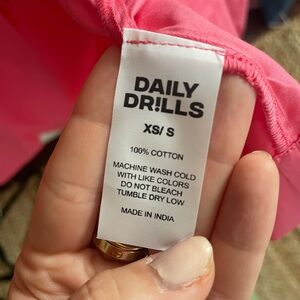 DAILY
DR!LLS
XS/ S
100% COTTON
MACHINE WASH COLD
WITH LIKE COLORS
DO NOT BLEACH
TUMBLE DRY LOW
MADE IN INDIA